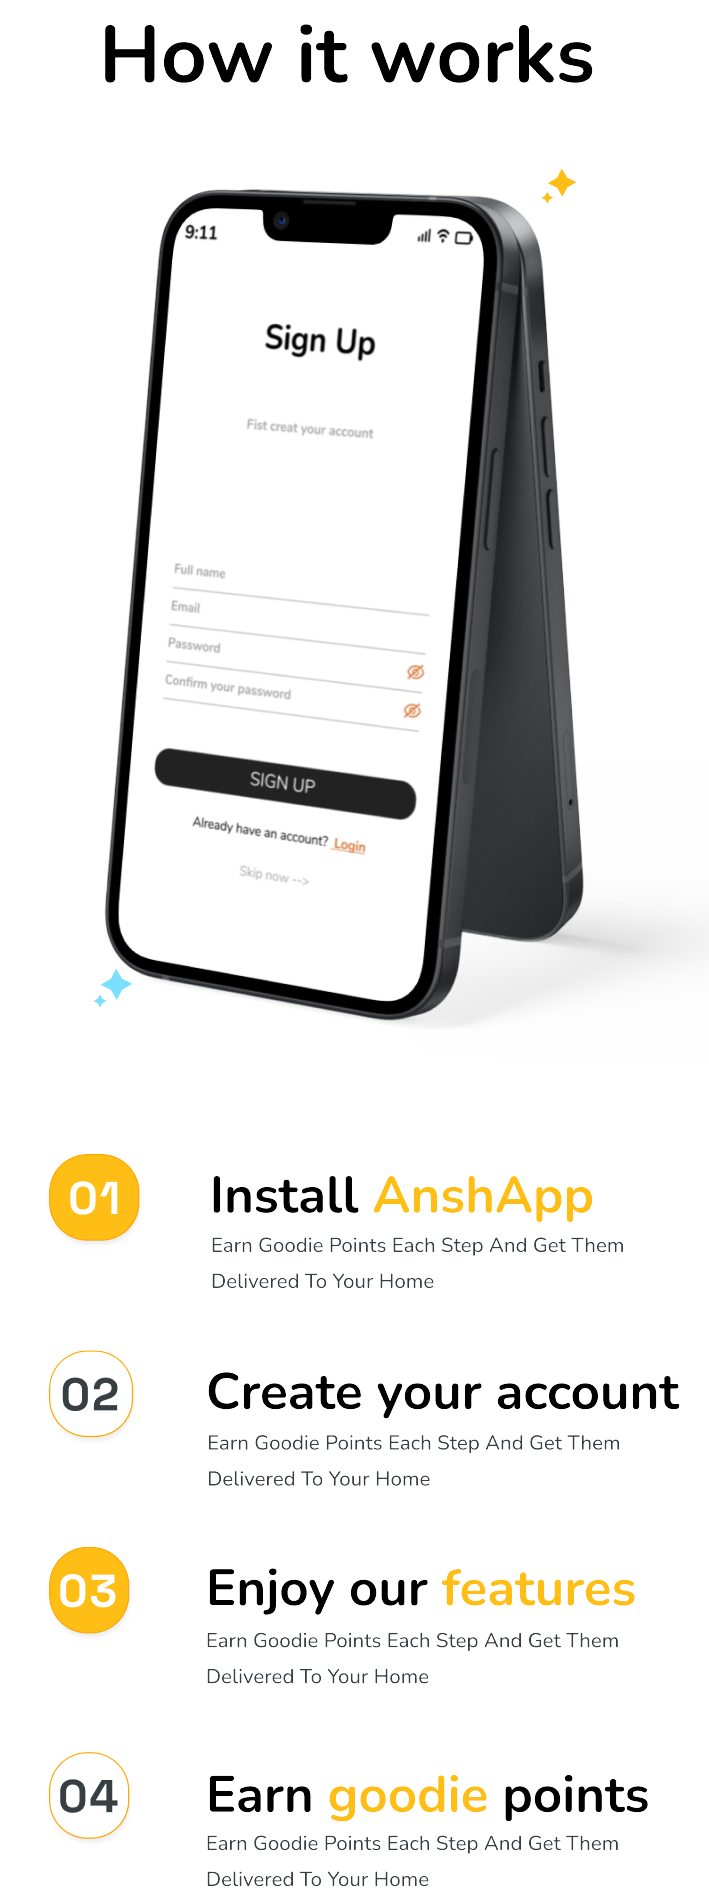 How it works
9:11
Sign Up
Fist creat your account
Full name
Email
Password
Confirm your password
SIGN UP
Already have an account? Login
Skip now -->
01
Install AnshApp
Earn Goodie Points Each Step And Get Them
Delivered To Your Home
02
Create your account
Earn Goodie Points Each Step And Get Them
Delivered To Your Home
03
Enjoy our features
Earn Goodie Points Each Step And Get Them
Delivered To Your Home
04
Earn goodie points
Earn Goodie Points Each Step And Get Them
Delivered To Your Home